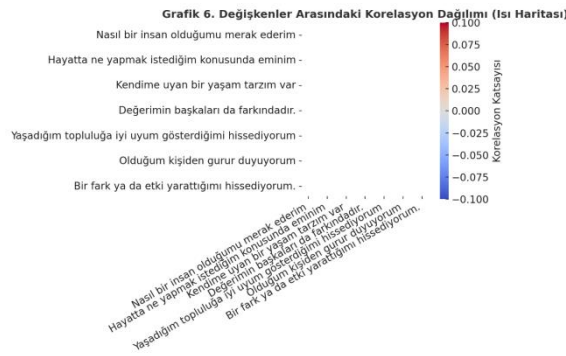 Grafik 6. Değişkenler Arasındaki Korelasyon Dağılımı (Isı Haritası)
Nasıl bir insan olduğumu merak ederim
Hayatta ne yapmak istediğim konusunda eminim
Kendime uyan bir yaşam tarzım var
Değerimin başkaları da farkındadır.
Yaşadığım topluluğa iyi uyum gösterdiğimi hissediyorum
Olduğum kişiden gurur duyuyorum
Bir fark ya da etki yarattığımı hissediyorum.
Nasıl bir insan olduğumu merak ederim
Hayatta ne yapmak istediğim konusunda eminim
Kendime uyan bir yaşam tarzım var
Değerimin başkaları da farkındadır.
Yaşadığım topluluğa iyi uyum gösterdiğimi hissediyorum
Olduğum kişiden gurur duyuyorum
Bir fark ya da etki yarattığımı hissediyorum.
0.100
0.075
0.050
0.025
0.000
−0.025
−0.050
−0.075
−0.100
Korelasyon Katsayısı